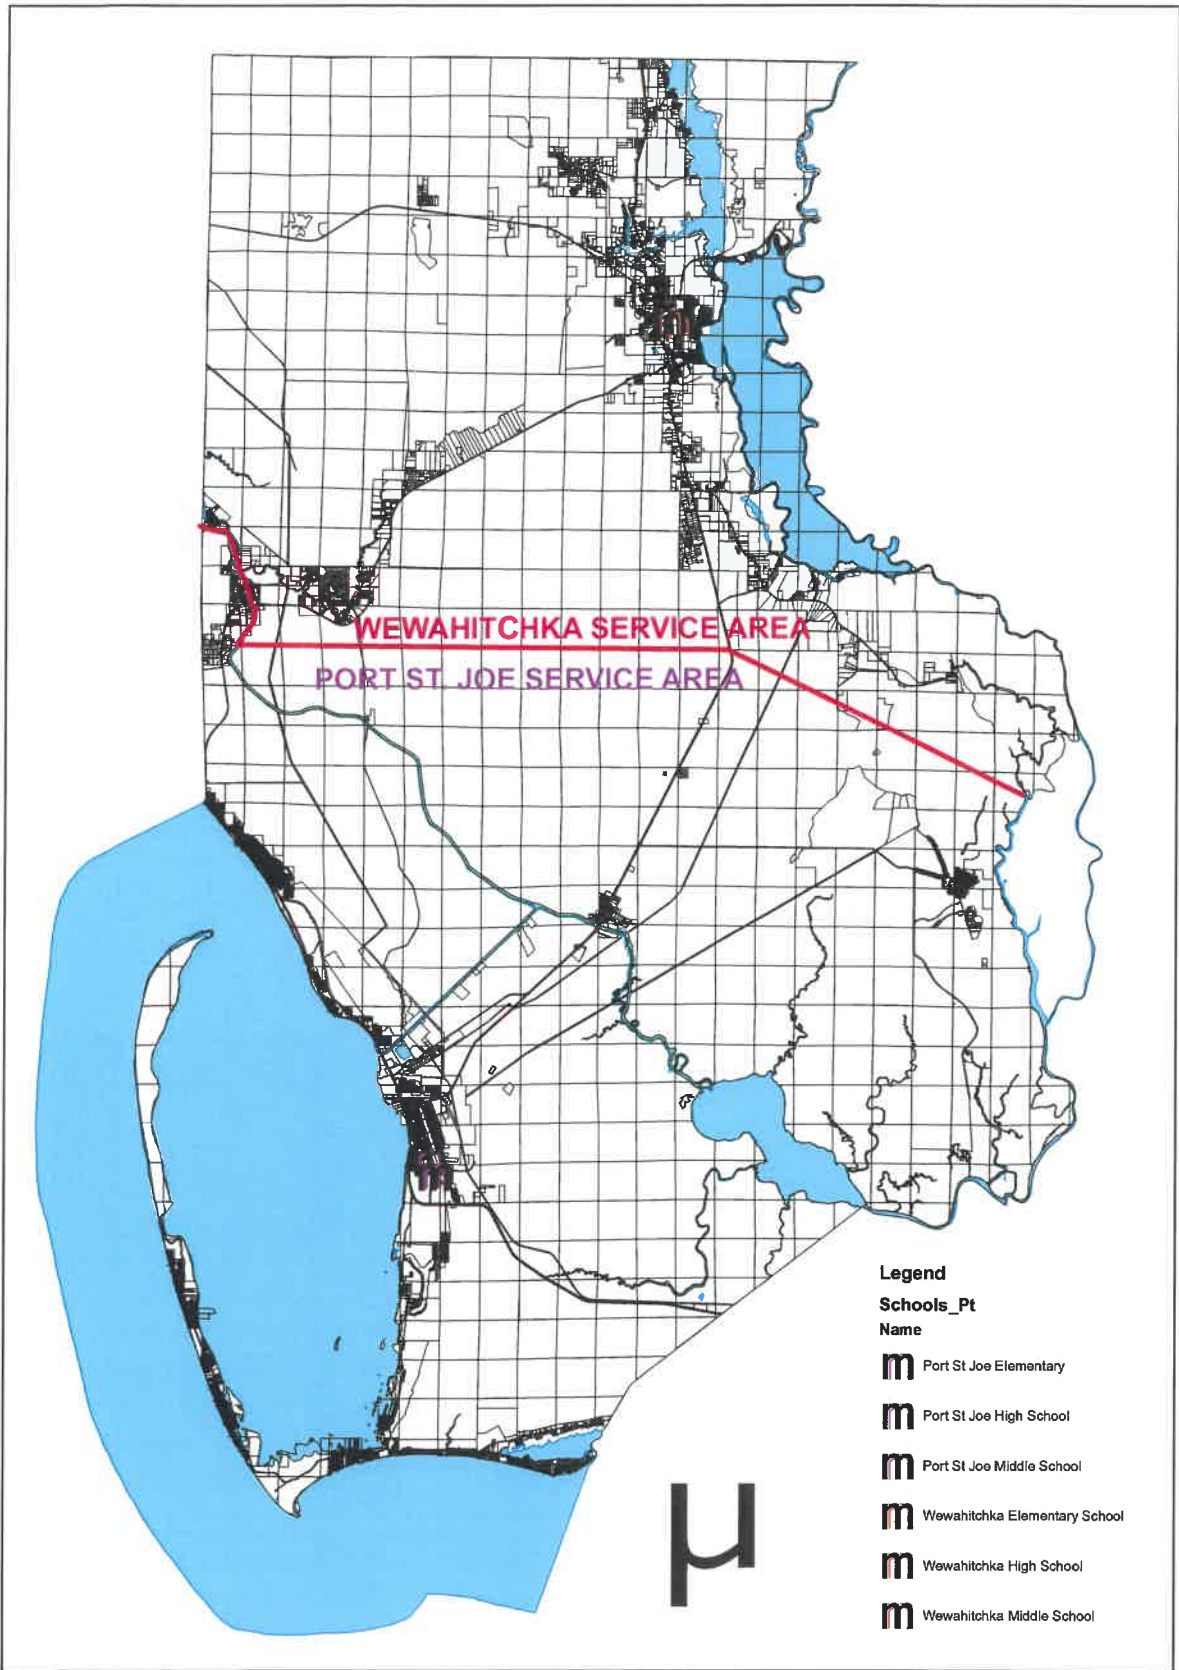 WEWAHITCHKA SERVICE AREA
PORT ST. JOE SERVICE AREA
m
m
Legend
Schools_Pt
Name
m Port St Joe Elementary
m Port St Joe High School
m Port St Joe Middle School
m Wewahitchka Elementary School
m Wewahitchka High School
m Wewahitchka Middle School
µ